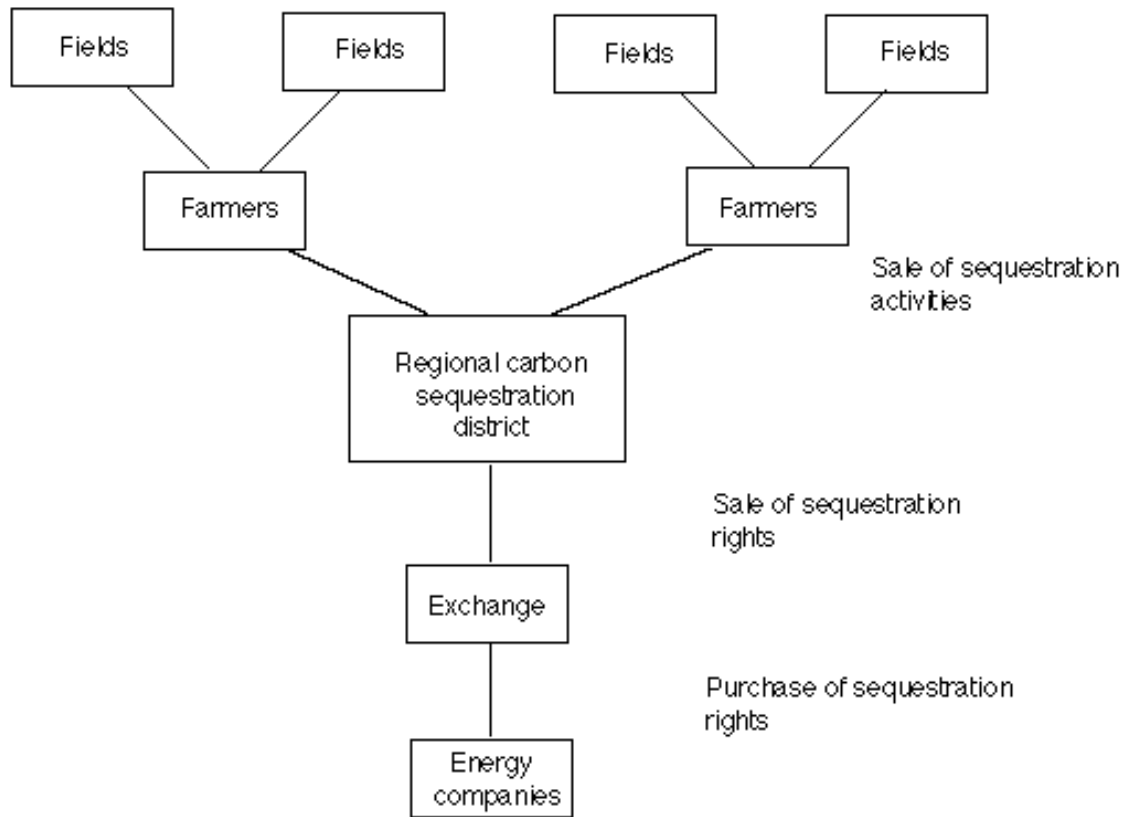 Fields
Fields
Fields
Fields
Farmers
Farmers
Sale of sequestration
activities
Regional carbon
sequestration
district
Sale of sequestration
rights
Exchange
Purchase of sequestration
rights
Energy
companies